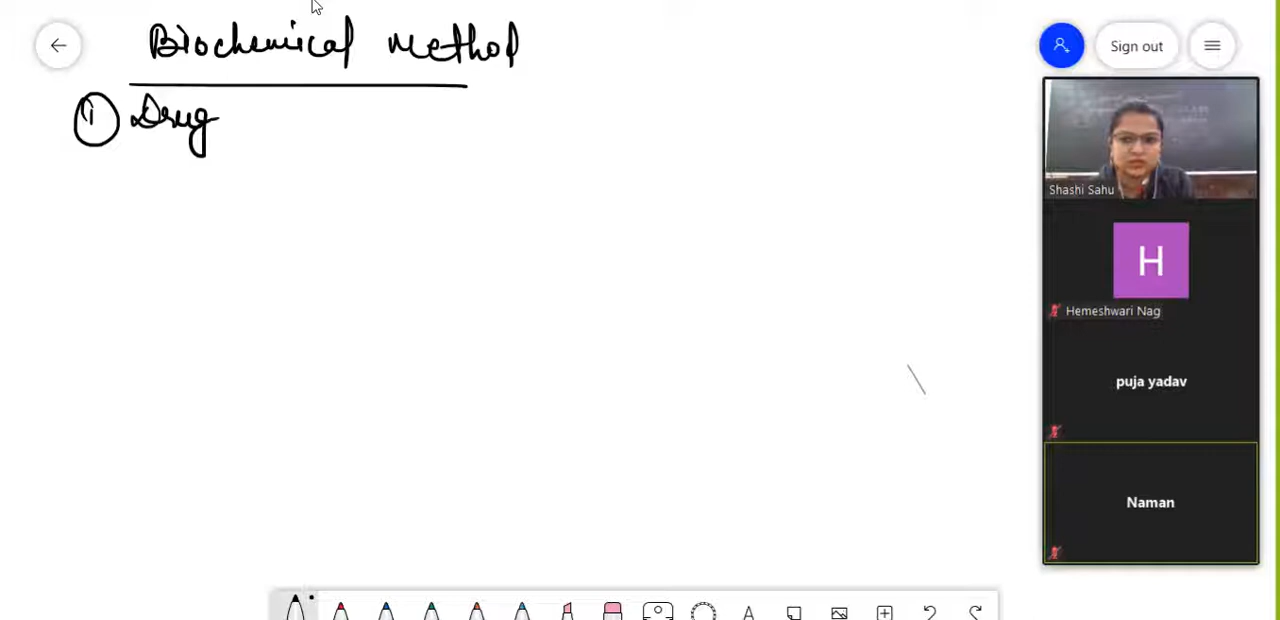 Biochemical Method
① Drug
Sign out
Shashi Sahu
H
Hemeshwari Nag
puja yadav
Naman
A